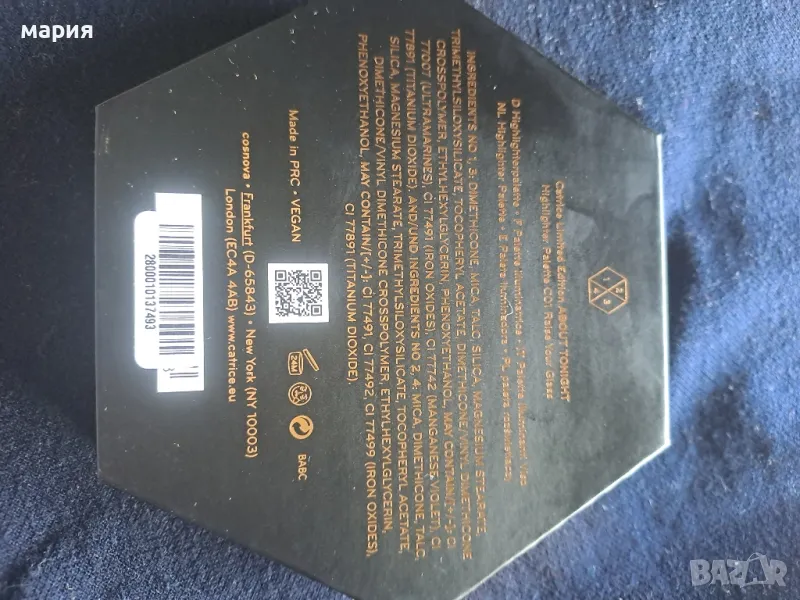 мария
Catrice Limited Edition ABOUT TONIGHT
Highlighter Palette C01 Raise Your Glass
D Highlighterpalette • F Palette illuminatrice • IT Palette illuminanti viso
NL Highlighter Palette • E Paleta iluminadora • PL paleta rozświetlaczy
INGREDIENTS NO 1, 3: DIMETHICONE, MICA, TALC, SILICA, MAGNESIUM STEARATE,
TRIMETHYLSILOXYSILICATE, TOCOPHERYL ACETATE, DIMETHICONE/VINYL DIMETHICONE
CROSSPOLYMER, ETHYLHEXYLGLYCERIN, PHENOXYETHANOL, MAY CONTAIN/[+/-]: CI
77007 (ULTRAMARINES), CI 77491 (IRON OXIDES), CI 77742 (MANGANESE VIOLET), CI
77891 (TITANIUM DIOXIDE), AND/UND INGREDIENTS: NO 2, 4: MICA, DIMETHICONE, TALC,
SILICA, MAGNESIUM STEARATE, TRIMETHYLSILOXYSILICATE, TOCOPHERYL ACETATE,
DIMETHICONE/VINYL DIMETHICONE CROSSPOLYMER, ETHYLHEXYLGLYCERIN,
PHENOXYETHANOL, MAY CONTAIN/[+/-]: CI 77491, CI 77492, CI 77499 (IRON OXIDES),
CI 77891 (TITANIUM DIOXIDE).
Made in PRC • VEGAN
24M
BABC
cosnova • Frankfurt (D-65843) • New York (NY 10003)
London (EC4A 4AB) www.catrice.eu
2800010137493
BAZAR.bg